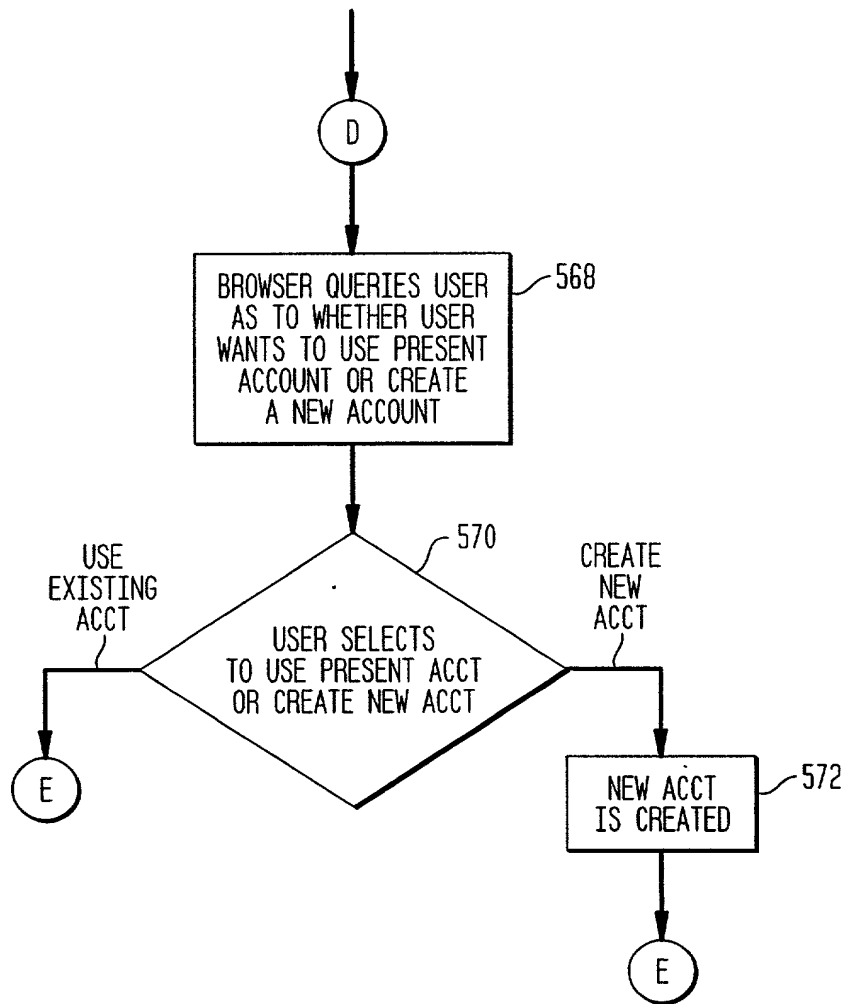 D
BROWSER QUERIES USER
AS TO WHETHER USER
WANTS TO USE PRESENT
ACCOUNT OR CREATE
A NEW ACCOUNT
568
570
USE
EXISTING
ACCT
CREATE
NEW
ACCT
USER SELECTS
TO USE PRESENT ACCT
OR CREATE NEW ACCT
E
NEW ACCT
IS CREATED
572
E